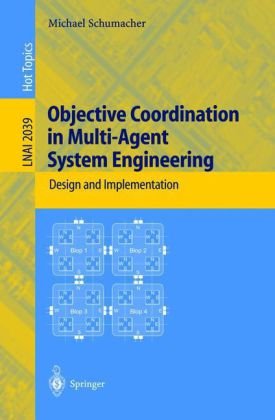 Michael Schumacher
Hot Topics
LNAI 2039
Objective Coordination
in Multi-Agent
System Engineering
Design and Implementation
N
N
Blop 1
Blop 2
Blop 3
Blop 4
Springer